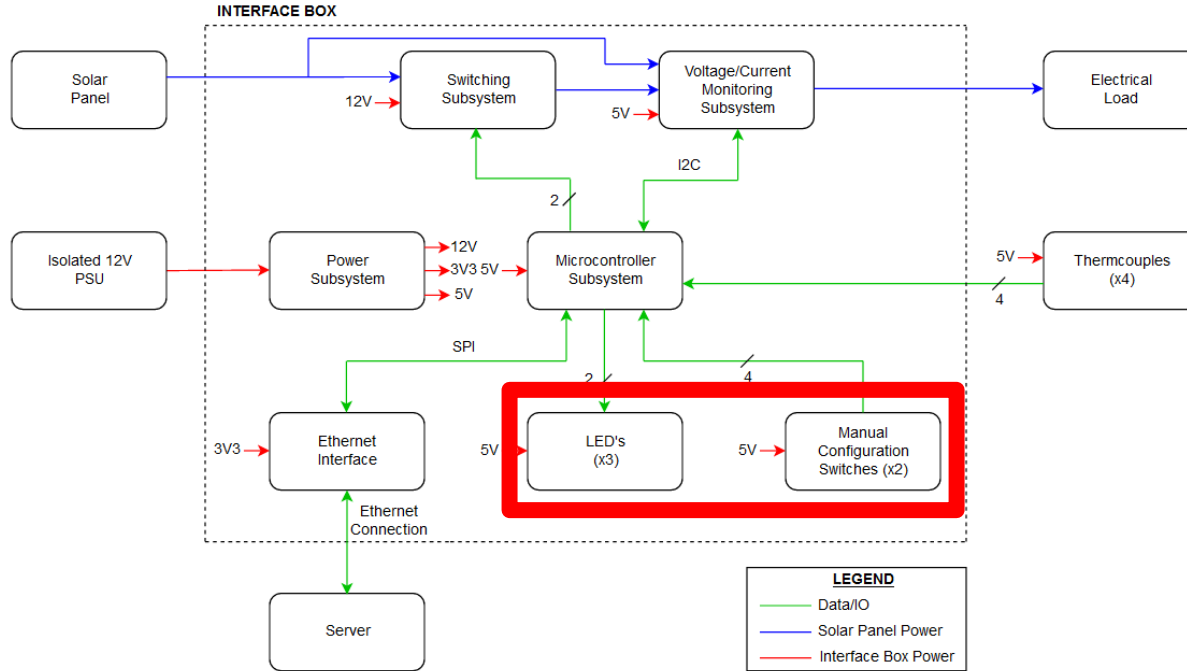 INTERFACE BOX
Solar
Panel
Switching
Subsystem
Voltage/Current
Monitoring
Subsystem
Electrical
Load
12V
5V
I2C
2
Isolated 12V
PSU
Power
Subsystem
12V
3V3
5V
5V
Microcontroller
Subsystem
5V
Thermcouples
(x4)
4
SPI
2
4
3V3
Ethernet
Interface
5V
LED's
(x3)
5V
Manual
Configuration
Switches (x2)
Ethernet
Connection
Server
LEGEND
Data/IO
Solar Panel Power
Interface Box Power